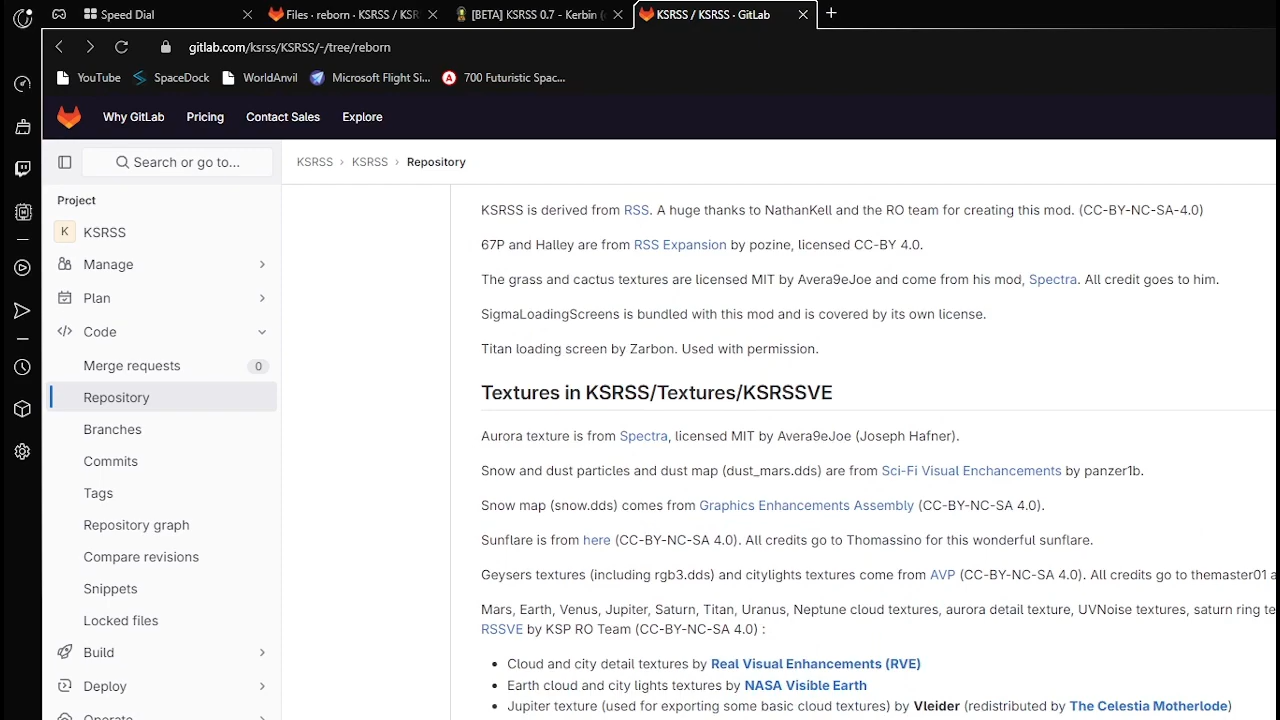 Speed Dial
Files · reborn · KSRSS / KSR
[BETA] KSRSS 0.7 - Kerbin (
KSRSS / KSRSS · GitLab
gitlab.com/ksrss/KSRSS/-/tree/reborn
YouTube
SpaceDock
WorldAnvil
Microsoft Flight Si...
A
700 Futuristic Spac...
Why GitLab
Pricing
Contact Sales
Explore
Search or go to...
KSRSS › KSRSS › Repository
Project
K
KSRSS
Manage
Plan
Code
Merge requests
0
Repository
Branches
Commits
Tags
Repository graph
Compare revisions
Snippets
Locked files
Build
Deploy
Operate
KSRSS is derived from RSS. A huge thanks to NathanKell and the RO team for creating this mod. (CC-BY-NC-SA-4.0)
67P and Halley are from RSS Expansion by pozine, licensed CC-BY 4.0.
The grass and cactus textures are licensed MIT by Avera9eJoe and come from his mod, Spectra. All credit goes to him.
SigmaLoadingScreens is bundled with this mod and is covered by its own license.
Titan loading screen by Zarbon. Used with permission.
Textures in KSRSS/Textures/KSRSSVE
Aurora texture is from Spectra, licensed MIT by Avera9eJoe (Joseph Hafner).
Snow and dust particles and dust map (dust_mars.dds) are from Sci-Fi Visual Enchancements by panzer1b.
Snow map (snow.dds) comes from Graphics Enhancements Assembly (CC-BY-NC-SA 4.0).
Sunflare is from here (CC-BY-NC-SA 4.0). All credits go to Thomassino for this wonderful sunflare.
Geysers textures (including rgb3.dds) and citylights textures come from AVP (CC-BY-NC-SA 4.0). All credits go to themaster01 a
Mars, Earth, Venus, Jupiter, Saturn, Titan, Uranus, Neptune cloud textures, aurora detail texture, UVNoise textures, saturn ring te
RSSVE by KSP RO Team (CC-BY-NC-SA 4.0) :
• Cloud and city detail textures by Real Visual Enhancements (RVE)
• Earth cloud and city lights textures by NASA Visible Earth
• Jupiter texture (used for exporting some basic cloud textures) by Vleider (redistributed by The Celestia Motherlode)